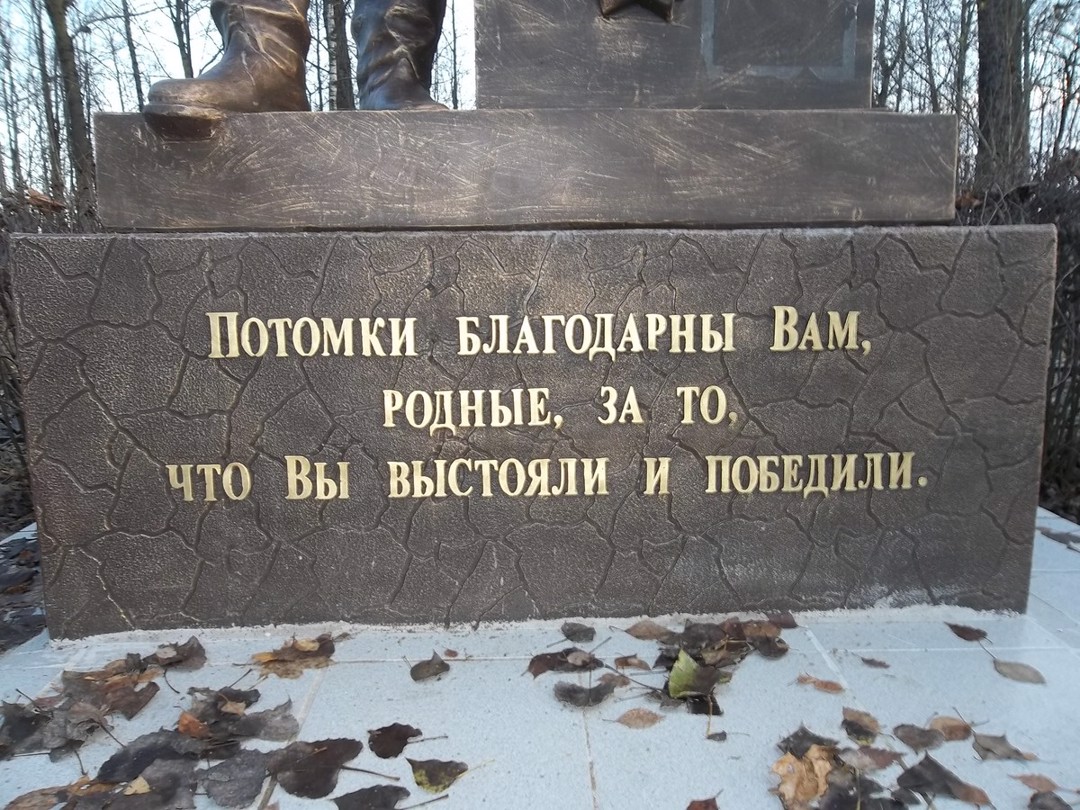 Потомки благодарны Вам,
родные, за то,
что Вы выстояли и победили.